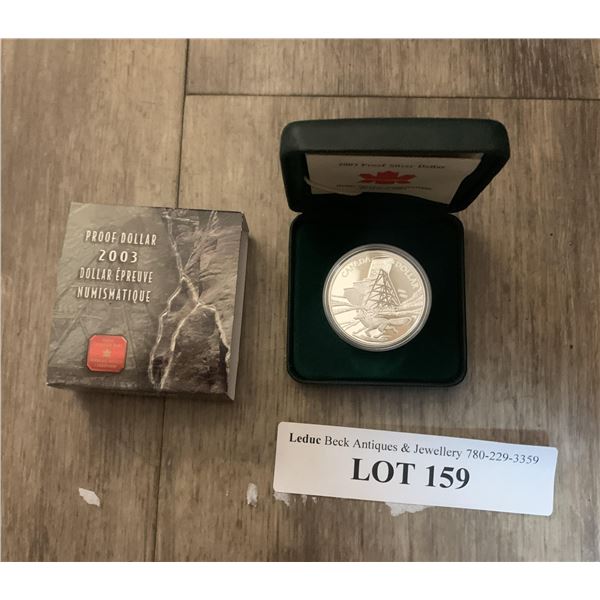 PROOF DOLLAR
2003
DOLLAR ÉPREUVE
NUMISMATIQUE
2003 Proof Silver Dollar
CANADA DOLLAR
Leduc Beck Antiques & Jewellery 780-229-3359
LOT 159